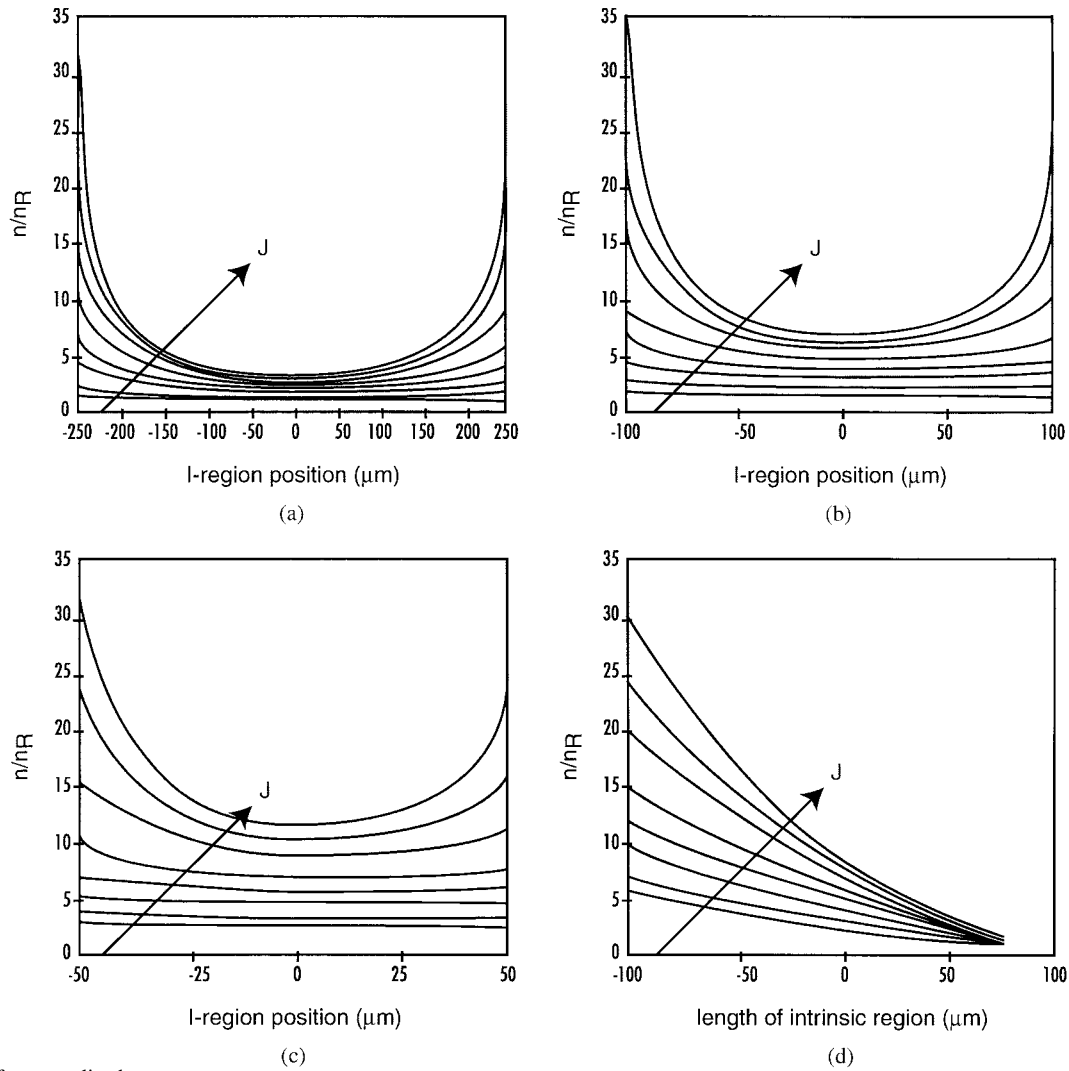 35
30
25
20
15
10
5
0
n/nR
J
-250 -200 -150 -100 -50 0 50 100 150 200 250
I-region position (μm)
(a)
35
30
25
20
15
10
5
0
n/nR
J
-100 -50 0 50 100
I-region position (μm)
(b)
35
30
25
20
15
10
5
0
n/nR
J
-50 -25 0 25 50
I-region position (μm)
(c)
35
30
25
20
15
10
5
0
n/nR
J
-100 -50 0 50 100
length of intrinsic region (μm)
(d)